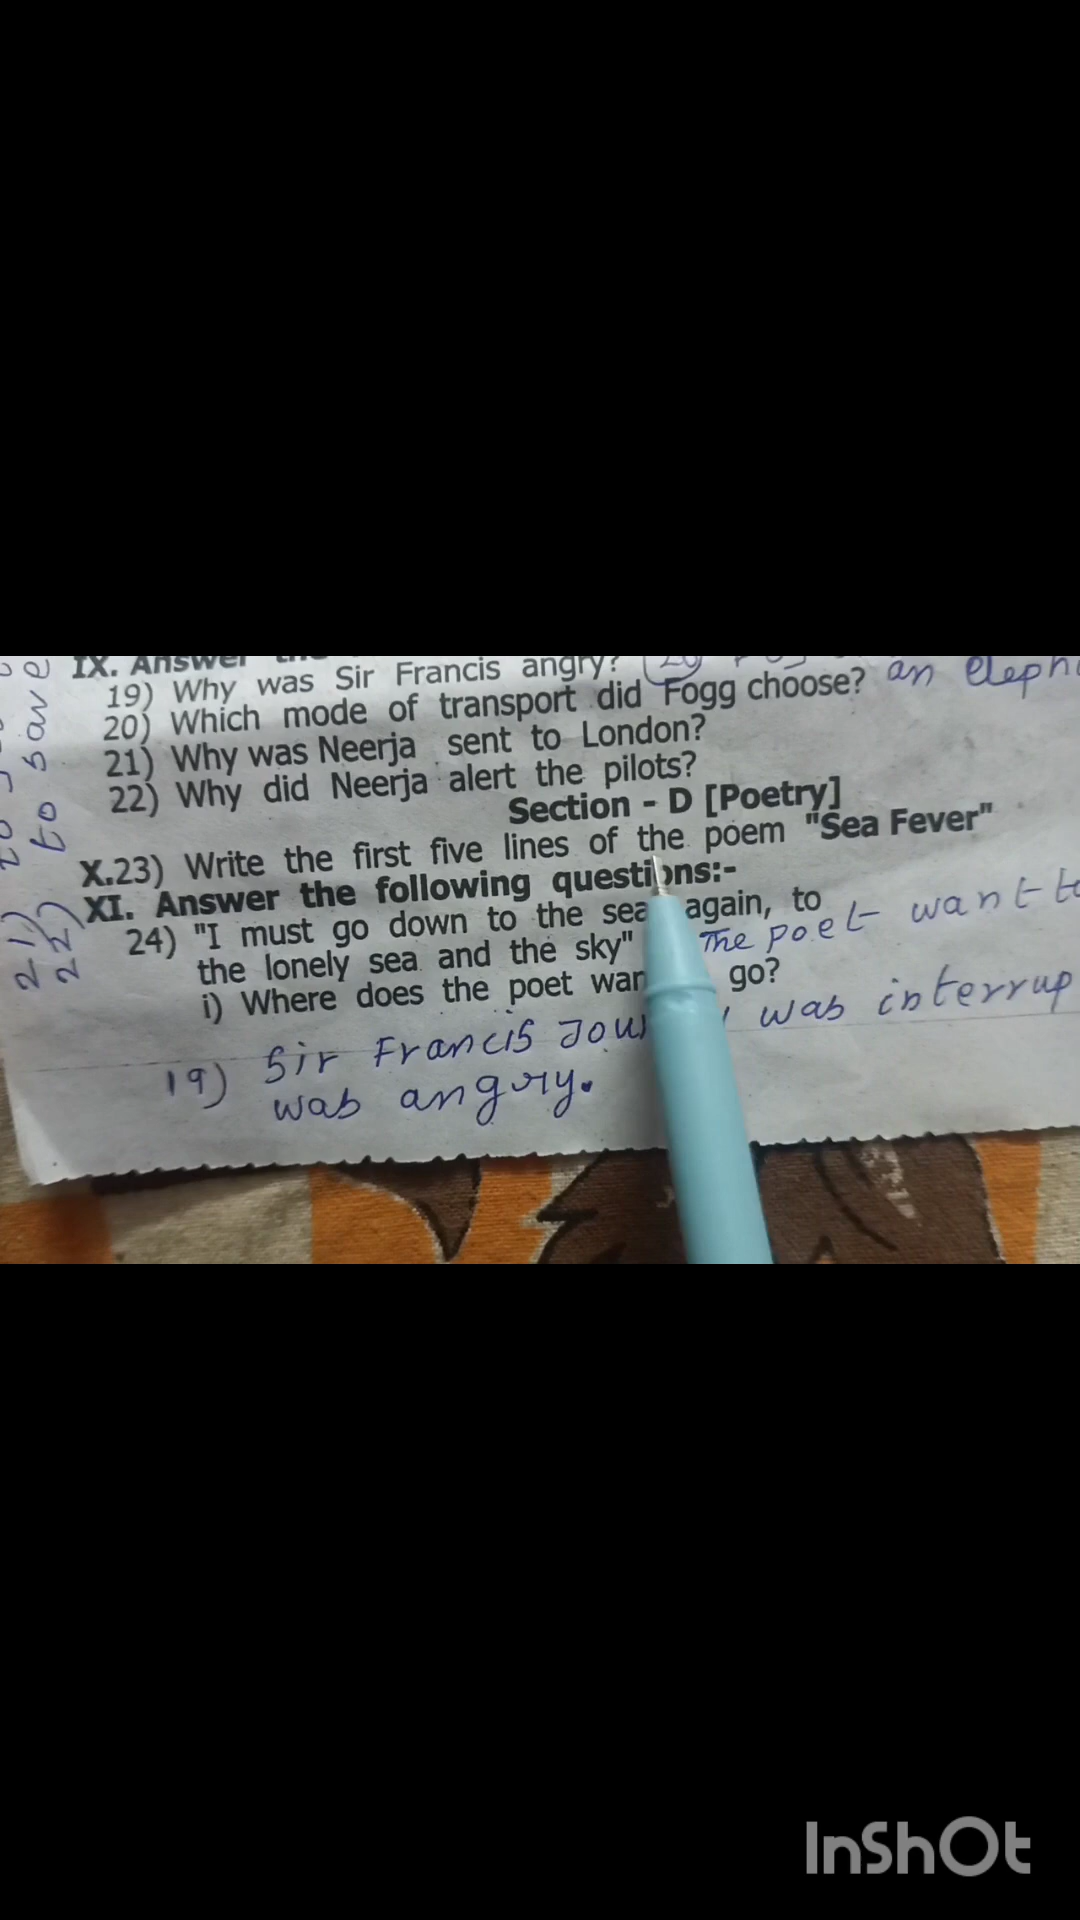 IX. Answer the
19) Why was Sir Francis angry?
20) Which mode of transport did Fogg choose? an eleph
21) Why was Neerja sent to London?
22) Why did Neerja alert the pilots?
Section - D [Poetry]
X.23) Write the first five lines of the poem "Sea Fever"
XI. Answer the following questions:-
24) "I must go down to the sea again, to
the lonely sea and the sky" The poet want to
i) Where does the poet go?
19) Sir Francis was interrup
was angury.
21)
22) to save
InShOt